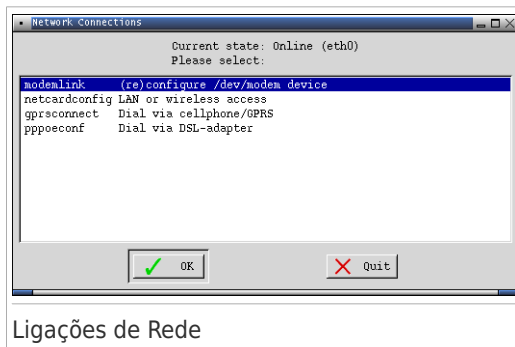 Network Connections
Current state: Online (eth0)
Please select:
modemlink (re)configure /dev/modem device
netcardconfig LAN or wireless access
gprsconnect Dial via cellphone/GPRS
pppoeconf Dial via DSL-adapter
OK Quit
Ligações de Rede